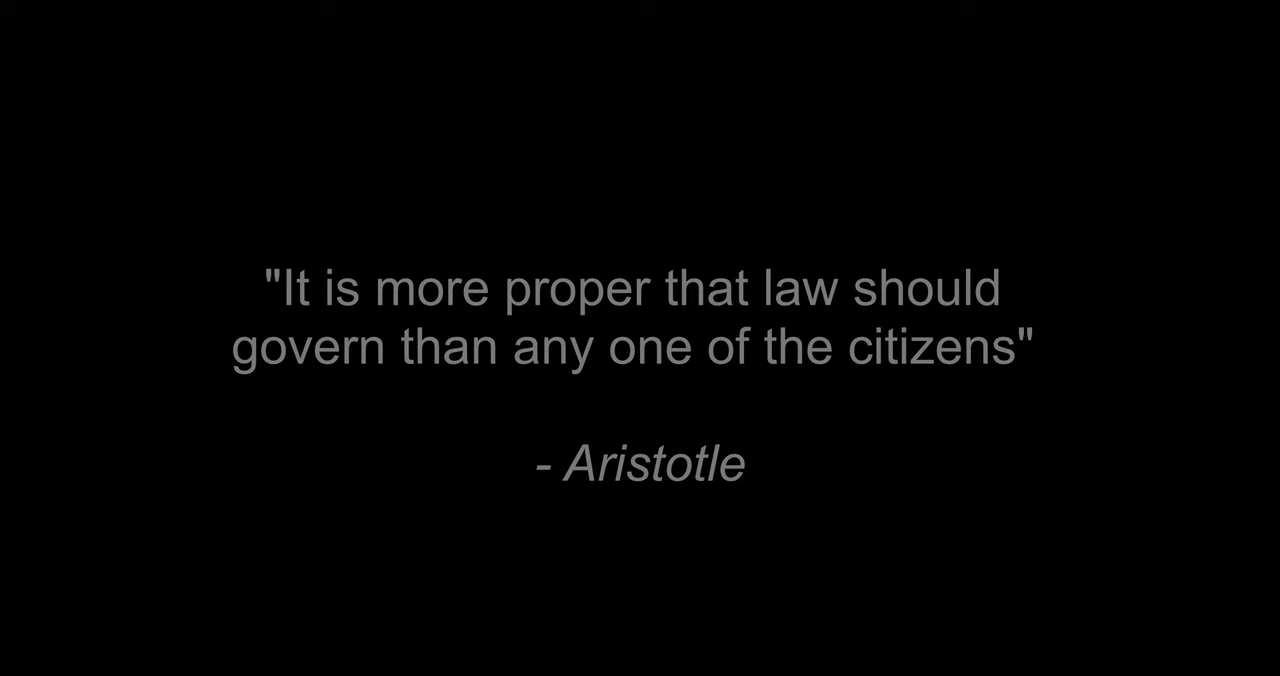 "It is more proper that law should
govern than any one of the citizens"
- Aristotle